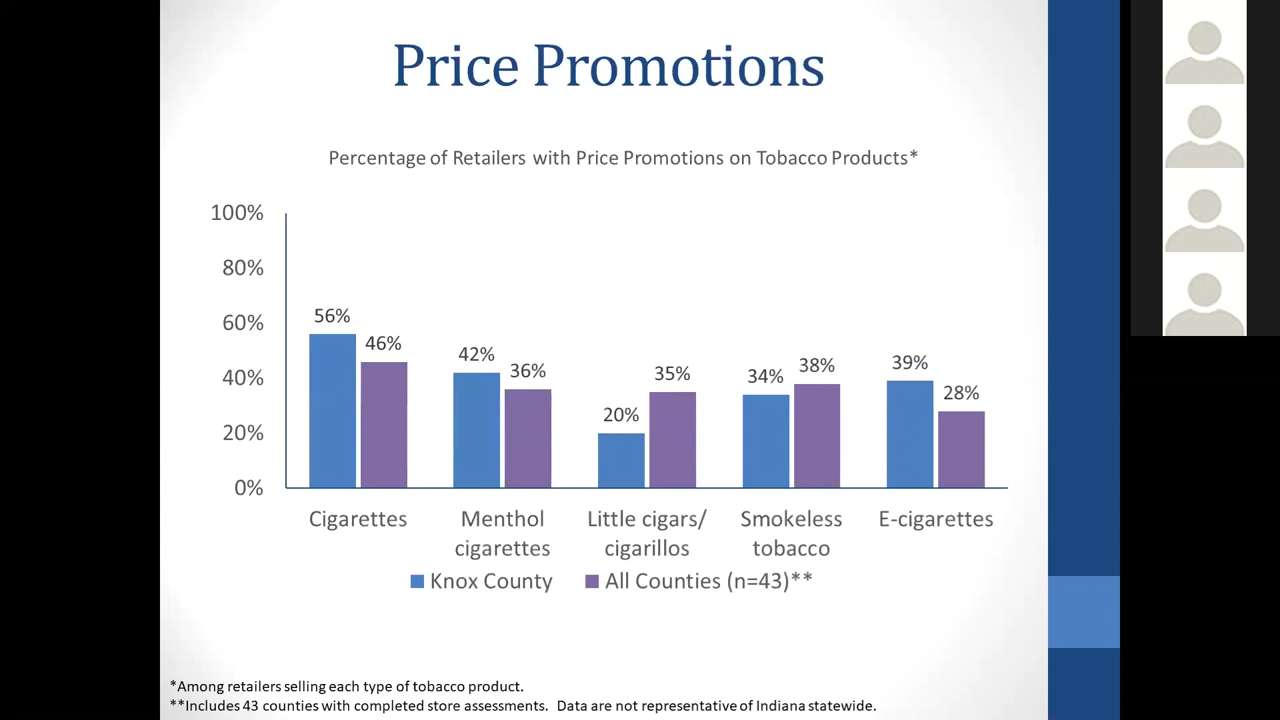 Price Promotions
Percentage of Retailers with Price Promotions on Tobacco Products*
100%
80%
60%
40%
20%
0%
56%
46%
42%
36%
20%
35%
34%
38%
39%
28%
Cigarettes
Menthol
cigarettes
Little cigars/
cigarillos
Smokeless
tobacco
E-cigarettes
Knox County
All Counties (n=43)**
*Among retailers selling each type of tobacco product.
**Includes 43 counties with completed store assessments. Data are not representative of Indiana statewide.